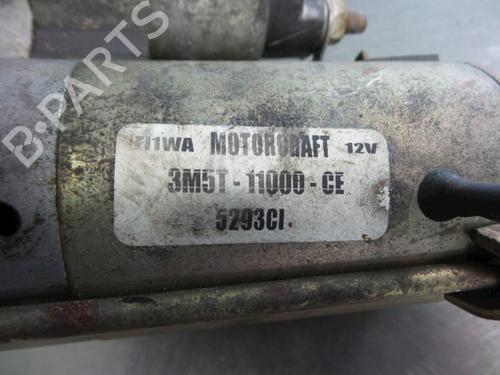 B-PARTS
MOTORCRAFT 12V
3M5T - 11000 - CE
5293CI